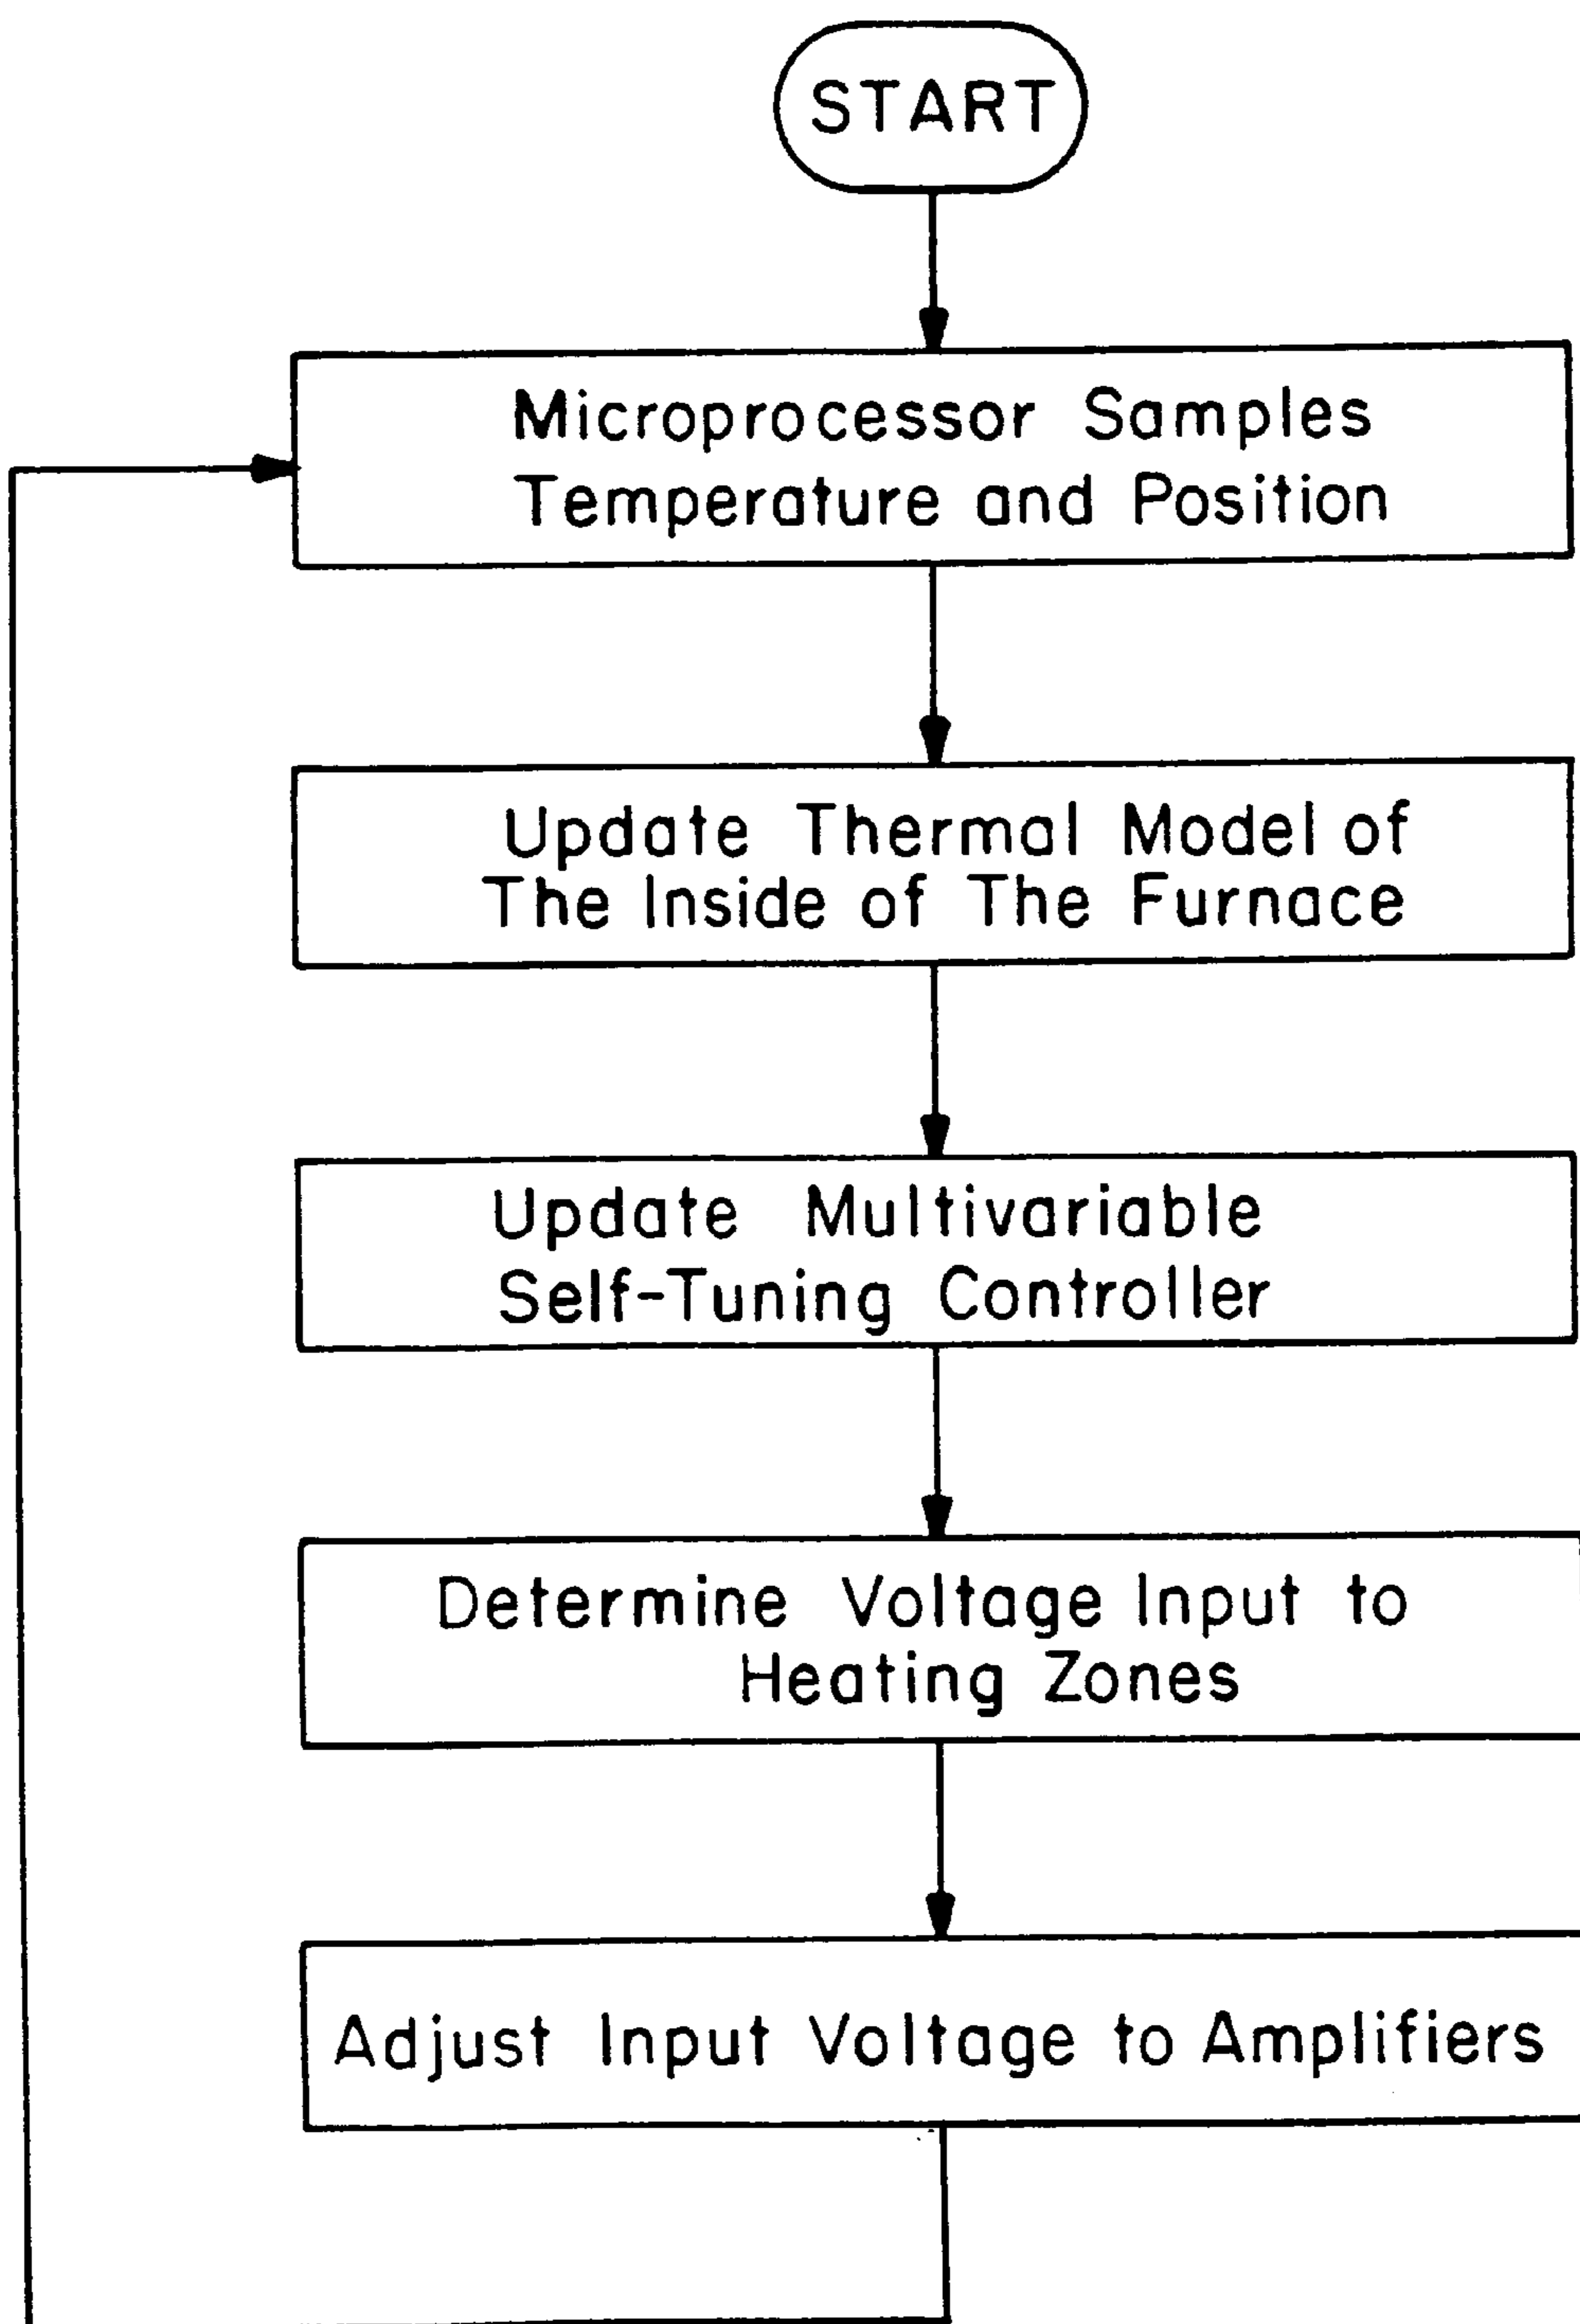 START
Microprocessor Samples
Temperature and Position
Update Thermal Model of
The Inside of The Furnace
Update Multivariable
Self-Tuning Controller
Determine Voltage Input to
Heating Zones
Adjust Input Voltage to Amplifiers